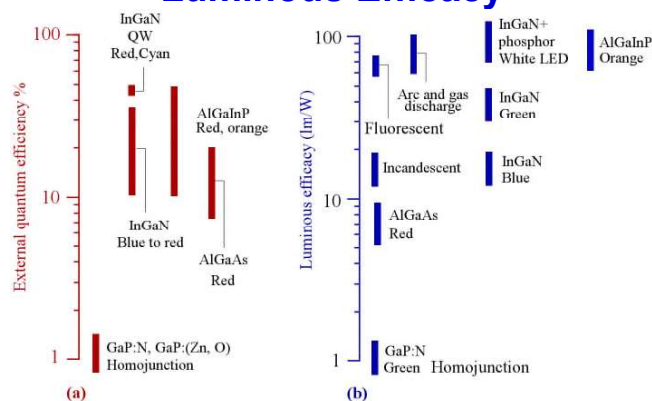 Luminous Efficacy
100
10
1
External quantum efficiency %
InGaN
QW
Red,Cyan
AlGaInP
Red, orange
InGaN
Blue to red
AlGaAs
Red
GaP:N, GaP:(Zn, O)
Homojunction
(a)
100
10
1
Luminous efficacy (lm/W)
InGaN+
phosphor
White LED
AlGaInP
Orange
Arc and gas
discharge
Fluorescent
InGaN
Green
Incandescent
InGaN
Blue
AlGaAs
Red
GaP:N
Green Homojunction
(b)